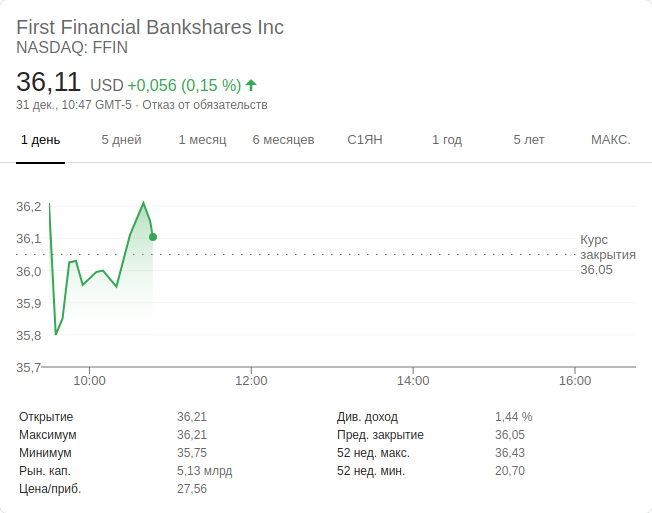 First Financial Bankshares Inc
NASDAQ: FFIN
36,11 USD +0,056 (0,15 %)
31 дек., 10:47 GMT-5 · Отказ от обязательств
1 день 5 дней 1 месяц 6 месяцев С1ЯН 1 год 5 лет МАКС.
36,2
36,1
36,0
35,9
35,8
35,7
Курс
закрытия
36,05
10:00 12:00 14:00 16:00
Открытие 36,21 Див. доход 1,44 %
Максимум 36,21 Пред. закрытие 36,05
Минимум 35,75 52 нед. макс. 36,43
Рын. кап. 5,13 млрд 52 нед. мин. 20,70
Цена/приб. 27,56